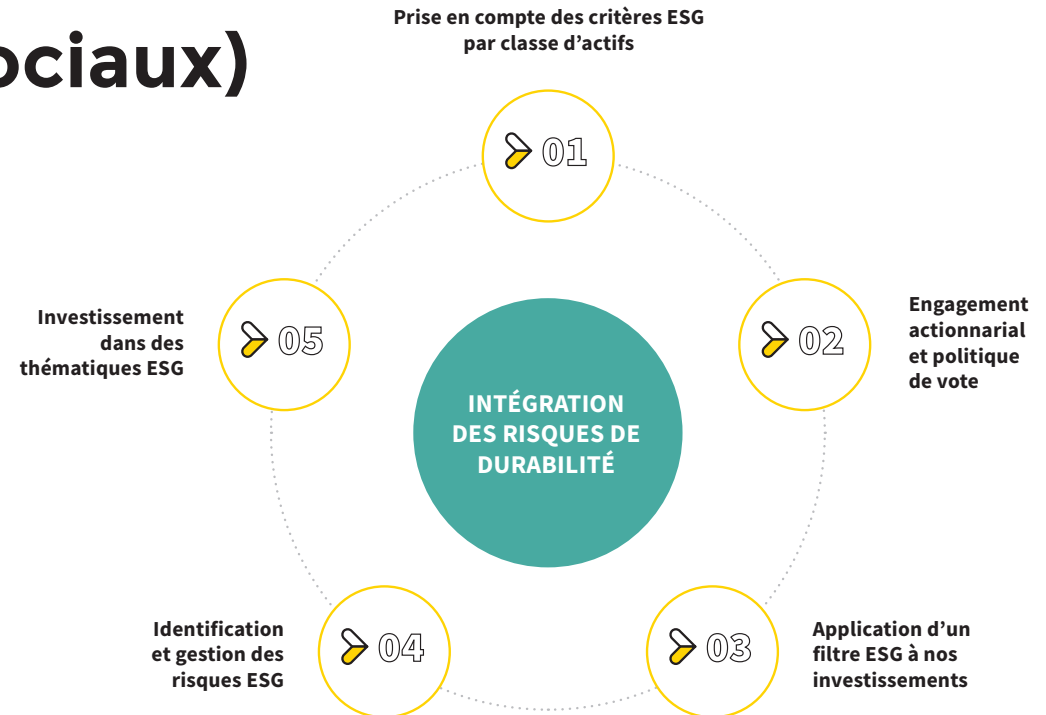 ociaux)
Prise en compte des critères ESG
par classe d’actifs
01
Engagement
actionnarial
et politique
de vote
02
Application d’un
filtre ESG à nos
investissements
03
Identification
et gestion des
risques ESG
04
Investissement
dans des
thématiques ESG
05
INTÉGRATION
DES RISQUES DE
DURABILITÉ